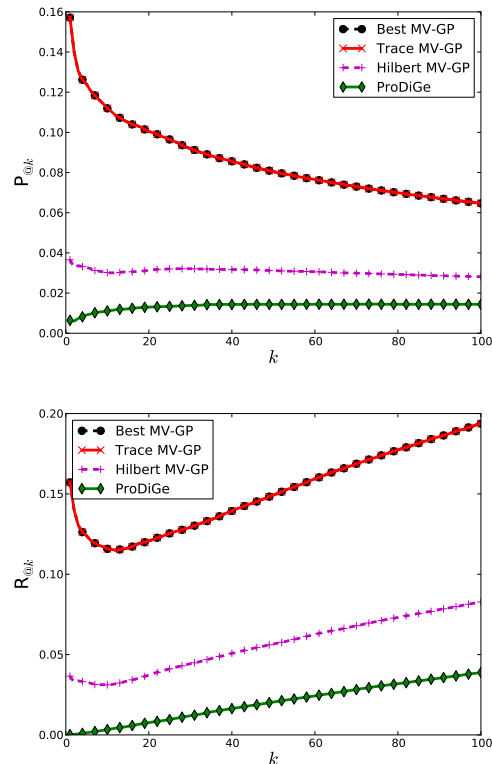 0.16
0.14
0.12
0.10
0.08
0.06
0.04
0.02
0.00
P@k
Best MV-GP
Trace MV-GP
Hilbert MV-GP
ProDiGe
0 20 40 60 80 100
k
0.20
0.15
0.10
0.05
0.00
R@k
Best MV-GP
Trace MV-GP
Hilbert MV-GP
ProDiGe
0 20 40 60 80 100
k